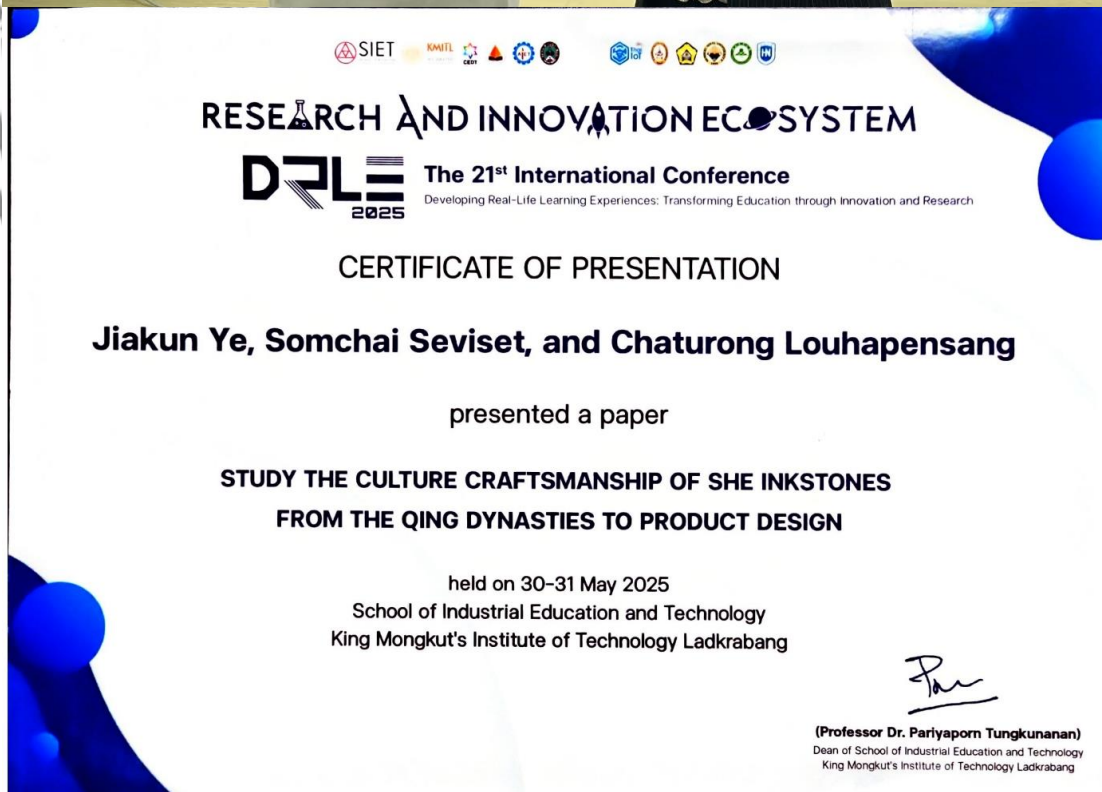 SIET KMITL CEDT IoT
RESEARCH AND INNOVATION ECOSYSTEM
DRLE
2025
The 21st International Conference
Developing Real-Life Learning Experiences: Transforming Education through Innovation and Research
CERTIFICATE OF PRESENTATION
Jiakun Ye, Somchai Seviset, and Chaturong Louhapensang
presented a paper
STUDY THE CULTURE CRAFTSMANSHIP OF SHE INKSTONES
FROM THE QING DYNASTIES TO PRODUCT DESIGN
held on 30-31 May 2025
School of Industrial Education and Technology
King Mongkut's Institute of Technology Ladkrabang
(Professor Dr. Pariyaporn Tungkunanan)
Dean of School of Industrial Education and Technology
King Mongkut's Institute of Technology Ladkrabang